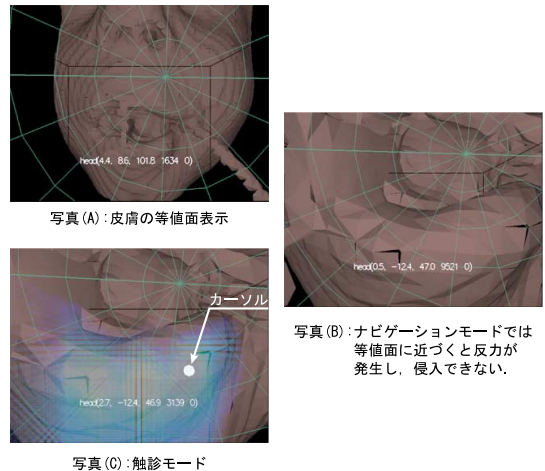 head(4.4, 8.6, 101.8 1634 0)
写真(A):皮膚の等値面表示
head(0.5, -12.4, 47.0 9521 0)
写真(B):ナビゲーションモードでは
等値面に近づくと反力が
発生し,侵入できない.
カーソル
head(2.7, -12.4, 46.9 3139 0)
写真(C):触診モード